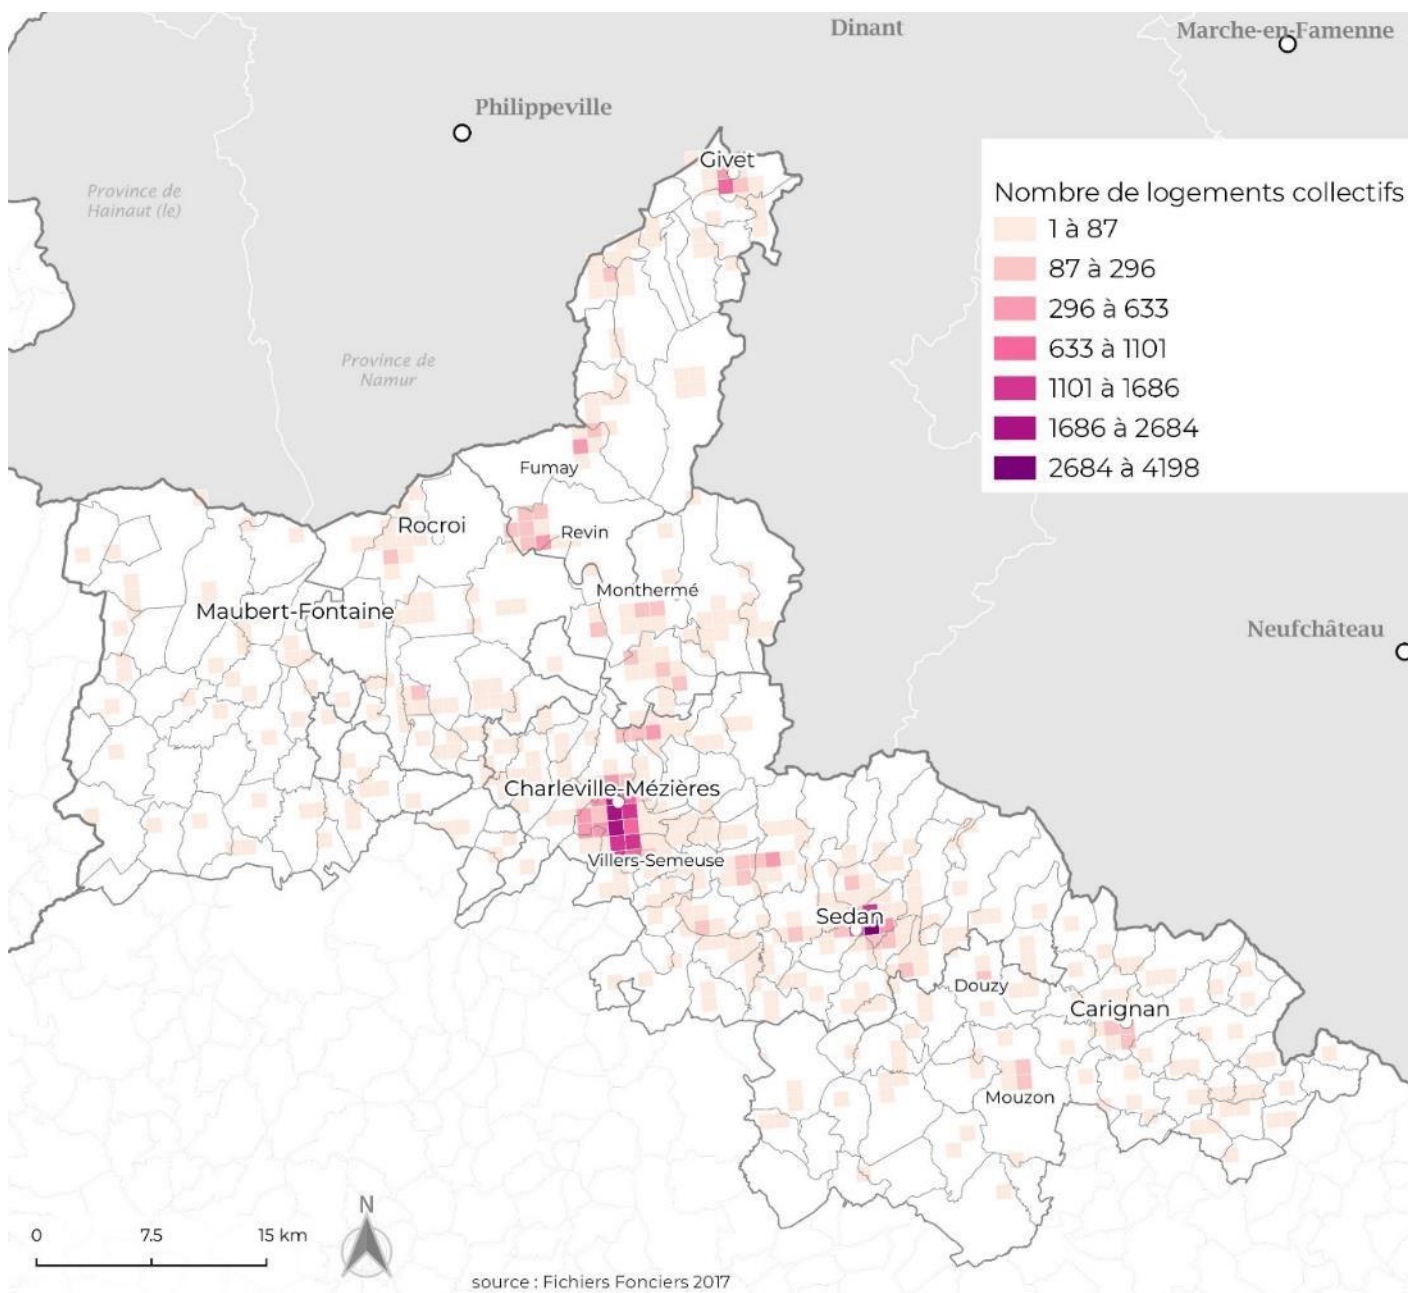 Dinant
Marche-en-Famenne
Philippeville
Givet
Province de
Hainaut (le)
Nombre de logements collectifs
1 à 87
87 à 296
296 à 633
633 à 1101
1101 à 1686
1686 à 2684
2684 à 4198
Province de
Namur
Fumay
Rocroi
Revin
Monthermé
Maubert-Fontaine
Neufchâteau
Charleville-Mézières
Villers-Semeuse
Sedan
Douzy
Carignan
Mouzon
N
0 7.5 15 km
source : Fichiers Fonciers 2017